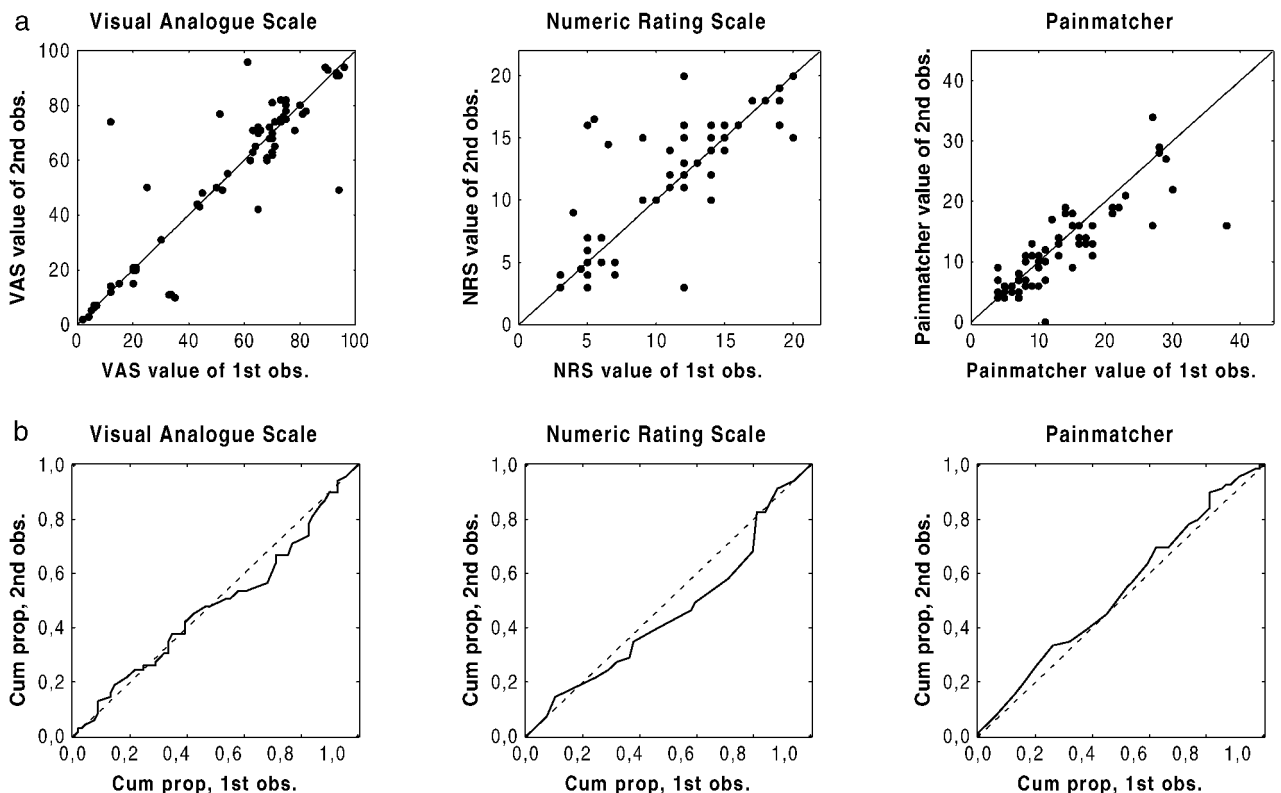 a
Visual Analogue Scale
Numeric Rating Scale
Painmatcher
VAS value of 2nd obs.
100
80
60
40
20
0
0 20 40 60 80 100
VAS value of 1st obs.
NRS value of 2nd obs.
20
15
10
5
0
0 5 10 15 20
NRS value of 1st obs.
Painmatcher value of 2nd obs.
40
30
20
10
0
0 20 40
Painmatcher value of 1st obs.
b
Visual Analogue Scale
Numeric Rating Scale
Painmatcher
Cum prop, 2nd obs.
1,0
0,8
0,6
0,4
0,2
0,0
0,0 0,2 0,4 0,6 0,8 1,0
Cum prop, 1st obs.
Cum prop, 2nd obs.
1,0
0,8
0,6
0,4
0,2
0,0
0,0 0,2 0,4 0,6 0,8 1,0
Cum prop, 1st obs.
Cum prop, 2nd obs.
1,0
0,8
0,6
0,4
0,2
0,0
0,0 0,2 0,4 0,6 0,8 1,0
Cum prop, 1st obs.